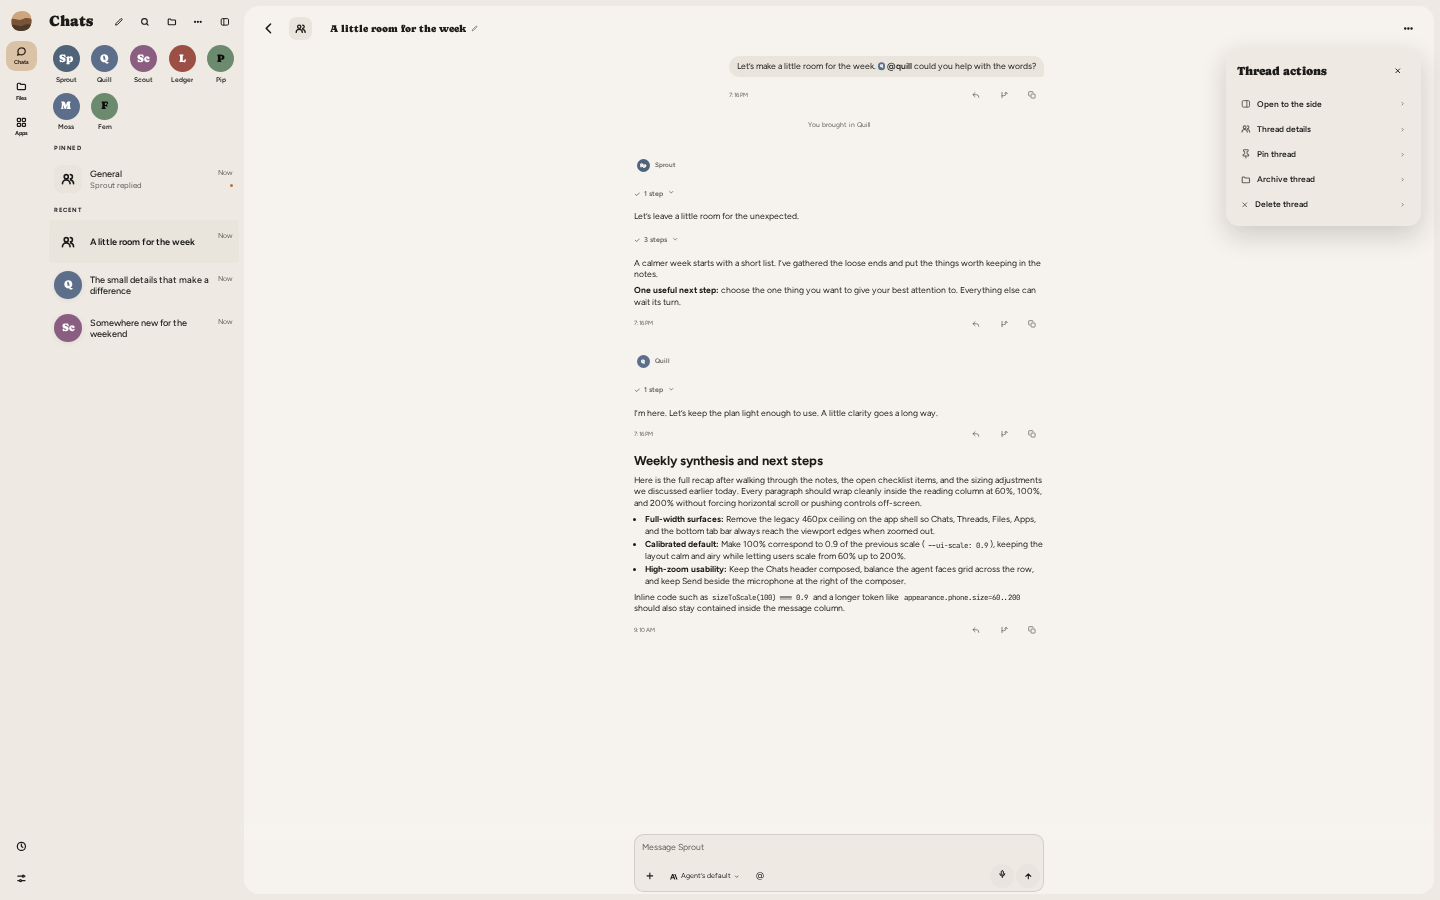 Chats
Chats
Files
Apps
Sp
Q
Sc
L
P
Sprout
Quill
Scout
Ledger
Pip
M
F
Moss
Fern
PINNED
General
Now
Sprout replied
RECENT
A little room for the week
Now
Q
The small details that make a
difference
Now
Sc
Somewhere new for the
weekend
Now
A little room for the week
Let's make a little room for the week. @quill could you help with the words?
7:16PM
You brought in Quill
Sp
Sprout
1 step
Let's leave a little room for the unexpected.
3 steps
A calmer week starts with a short list. I've gathered the loose ends and put the things worth keeping in the
notes.
One useful next step: choose the one thing you want to give your best attention to. Everything else can
wait its turn.
7:16PM
Q
Quill
1 step
I'm here. Let's keep the plan light enough to use. A little clarity goes a long way.
7:16PM
Weekly synthesis and next steps
Here is the full recap after walking through the notes, the open checklist items, and the sizing adjustments
we discussed earlier today. Every paragraph should wrap cleanly inside the reading column at 60%, 100%,
and 200% without forcing horizontal scroll or pushing controls off-screen.
• Full-width surfaces: Remove the legacy 460px ceiling on the app shell so Chats, Threads, Files, Apps,
and the bottom tab bar always reach the viewport edges when zoomed out.
• Calibrated default: Make 100% correspond to 0.9 of the previous scale ( --ui-scale: 0.9 ), keeping the
layout calm and airy while letting users scale from 60% up to 200%.
• High-zoom usability: Keep the Chats header composed, balance the agent faces grid across the row,
and keep Send beside the microphone at the right of the composer.
Inline code such as sizeToScale(100) === 0.9 and a longer token like appearance.phone.size=60..200
should also stay contained inside the message column.
9:10 AM
Message Sprout
Agent's default
@
Thread actions
Open to the side
Thread details
Pin thread
Archive thread
Delete thread